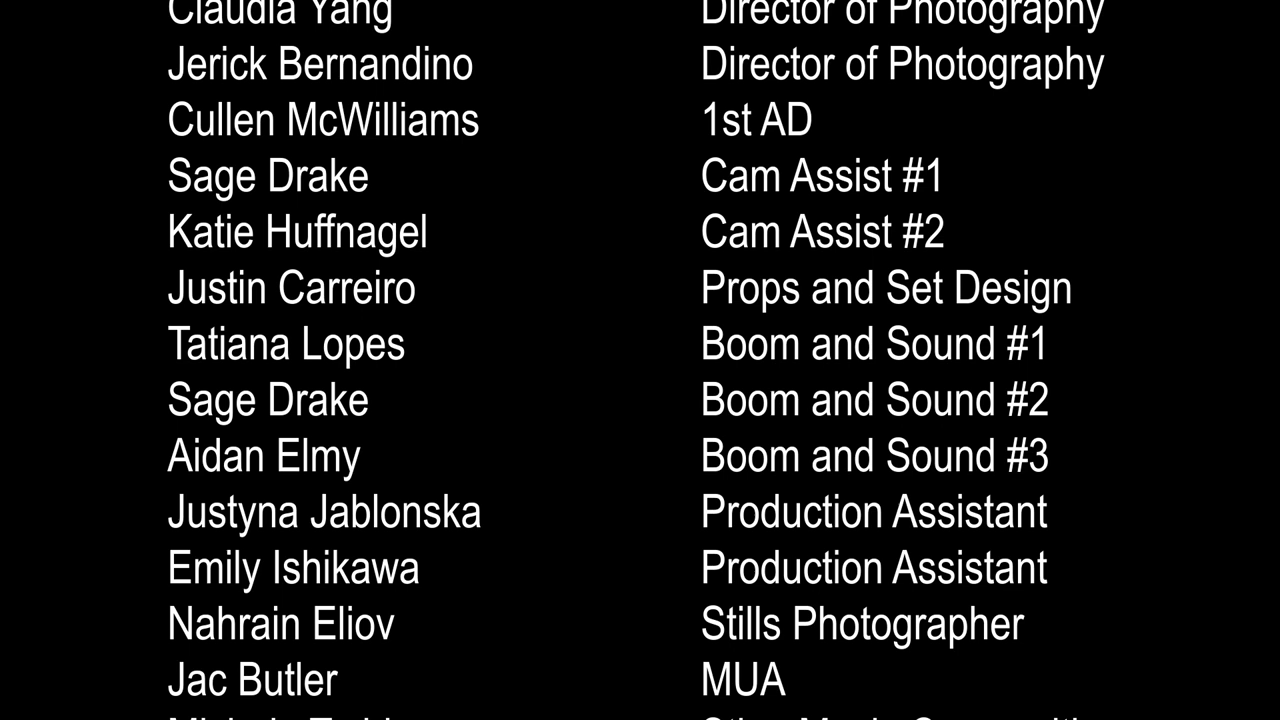 Claudia Yang Director of Photography
Jerick Bernandino Director of Photography
Cullen McWilliams 1st AD
Sage Drake Cam Assist #1
Katie Huffnagel Cam Assist #2
Justin Carreiro Props and Set Design
Tatiana Lopes Boom and Sound #1
Sage Drake Boom and Sound #2
Aidan Elmy Boom and Sound #3
Justyna Jablonska Production Assistant
Emily Ishikawa Production Assistant
Nahrain Eliov Stills Photographer
Jac Butler MUA